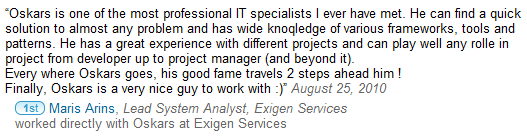 “Oskars is one of the most professional IT specialists I ever have met. He can find a quick
solution to almost any problem and has wide knoqledge of various frameworks, tools and
patterns. He has a great experience with different projects and can play well any rolle in
project from developer up to project manager (and beyond it).
Every where Oskars goes, his good fame travels 2 steps ahead him !
Finally, Oskars is a very nice guy to work with :)” August 25, 2010
1st Maris Arins, Lead System Analyst, Exigen Services
worked directly with Oskars at Exigen Services